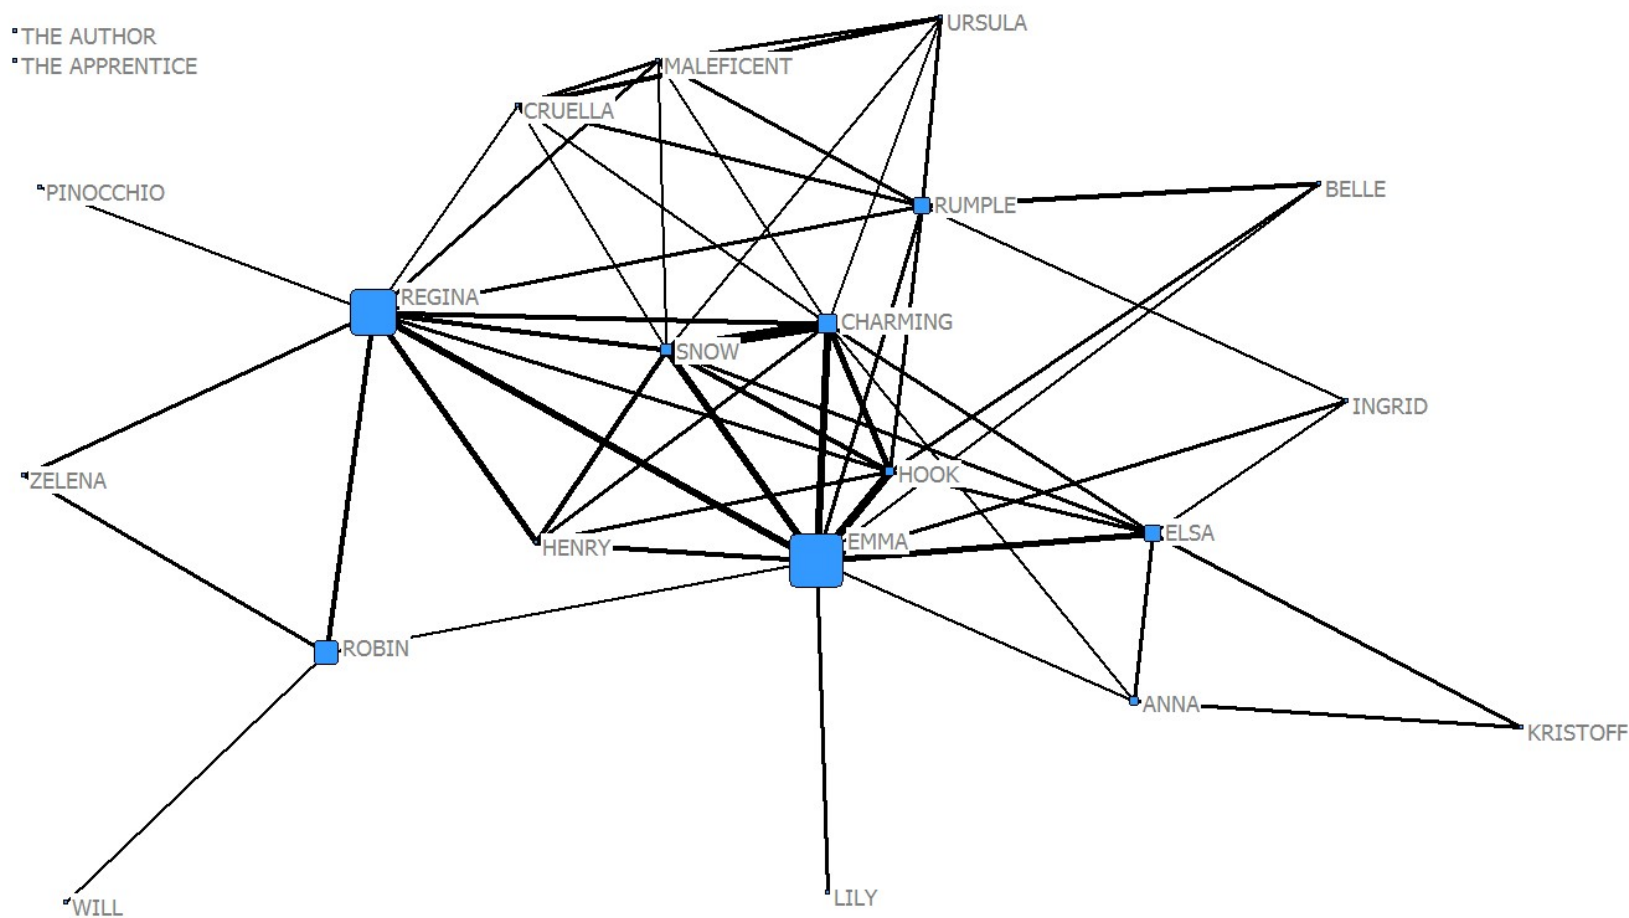 URSULA
THE AUTHOR
THE APPRENTICE
MALEFICENT
CRUELLA
PINOCCHIO
BELLE
RUMPLE
REGINA
CHARMING
SNOW
INGRID
HOOK
ZELENA
ELSA
EMMA
HENRY
ROBIN
ANNA
KRISTOFF
LILY
WILL